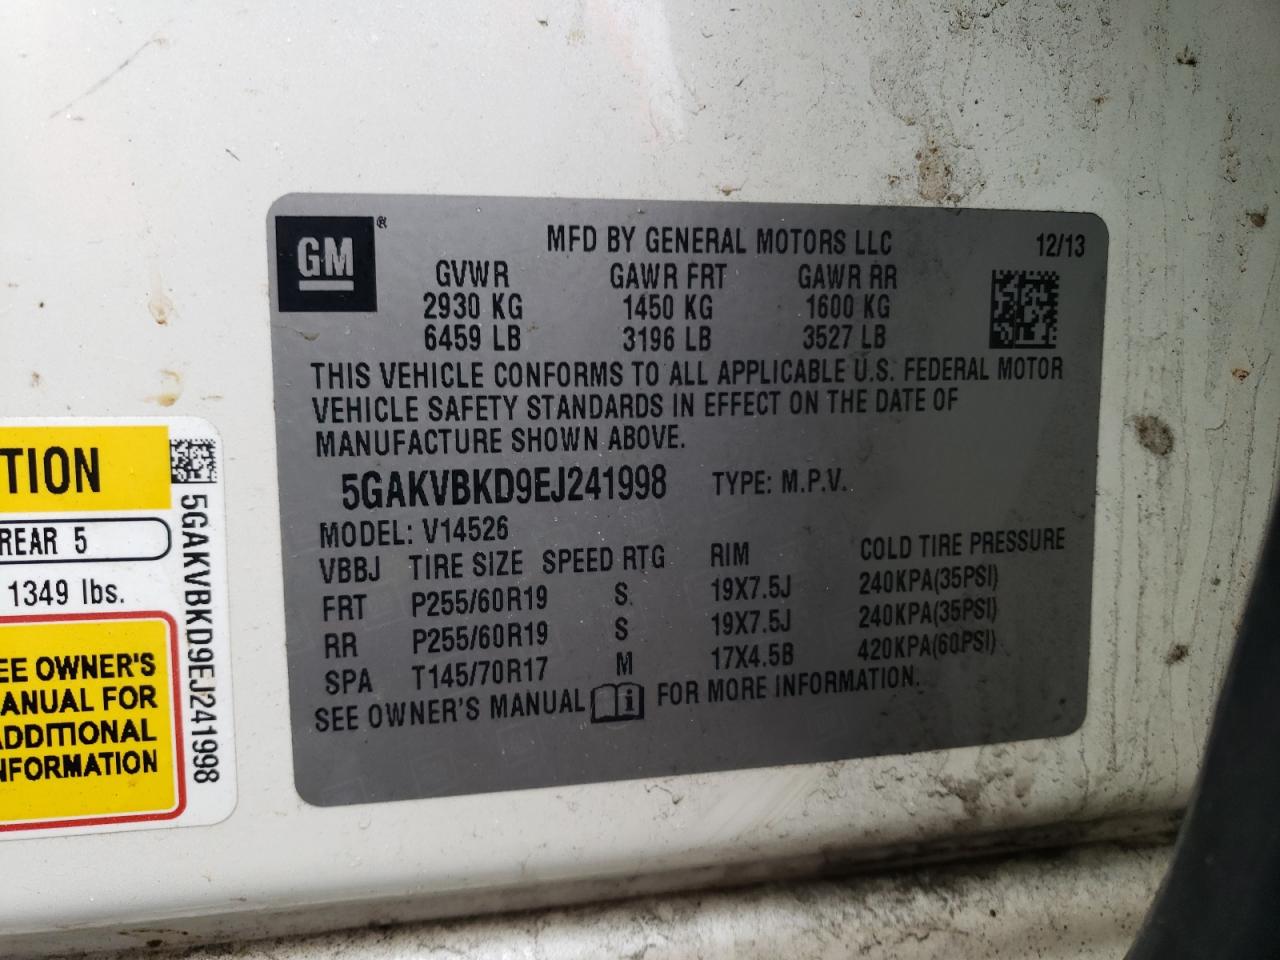 GM ®
MFD BY GENERAL MOTORS LLC 12/13
GVWR GAWR FRT GAWR RR
2930 KG 1450 KG 1600 KG
6459 LB 3196 LB 3527 LB
THIS VEHICLE CONFORMS TO ALL APPLICABLE U.S. FEDERAL MOTOR
VEHICLE SAFETY STANDARDS IN EFFECT ON THE DATE OF
MANUFACTURE SHOWN ABOVE.
5GAKVBKD9EJ241998 TYPE: M.P.V.
MODEL: V14526
VBBJ TIRE SIZE SPEED RTG RIM COLD TIRE PRESSURE
FRT P255/60R19 S 19X7.5J 240KPA(35PSI)
RR P255/60R19 S 19X7.5J 240KPA(35PSI)
SPA T145/70R17 M 17X4.5B 420KPA(60PSI)
SEE OWNER'S MANUAL i FOR MORE INFORMATION.
TION
REAR 5
1349 lbs.
EE OWNER'S
ANUAL FOR
ADDITIONAL
NFORMATION
5GAKVBKD9EJ241998